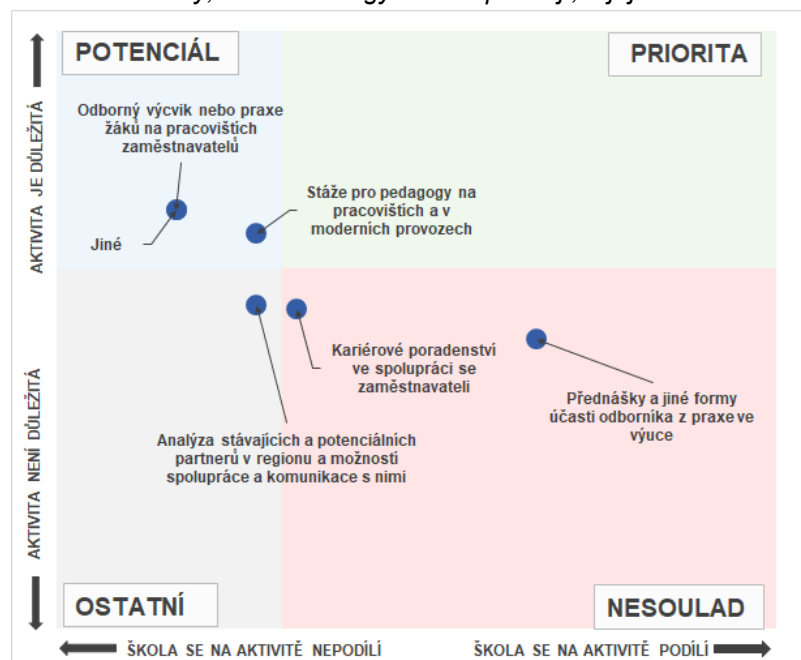 POTENCIÁL
PRIORITA
Odborný výcvik nebo praxe
žáků na pracovištích
zaměstnavatelů
Stáže pro pedagogy na
pracovištích a v
moderních provozech
Jiné
Kariérové poradenství
ve spolupráci se
zaměstnavateli
Přednášky a jiné formy
účasti odborníka z praxe ve
výuce
Analýza stávajících a potenciálních
partnerů v regionu a možností
spolupráce a komunikace s nimi
AKTIVITA JE DŮLEŽITÁ
AKTIVITA NENÍ DŮLEŽITÁ
OSTATNÍ
NESOULAD
ŠKOLA SE NA AKTIVITĚ NEPODÍLÍ
ŠKOLA SE NA AKTIVITĚ PODÍLÍ